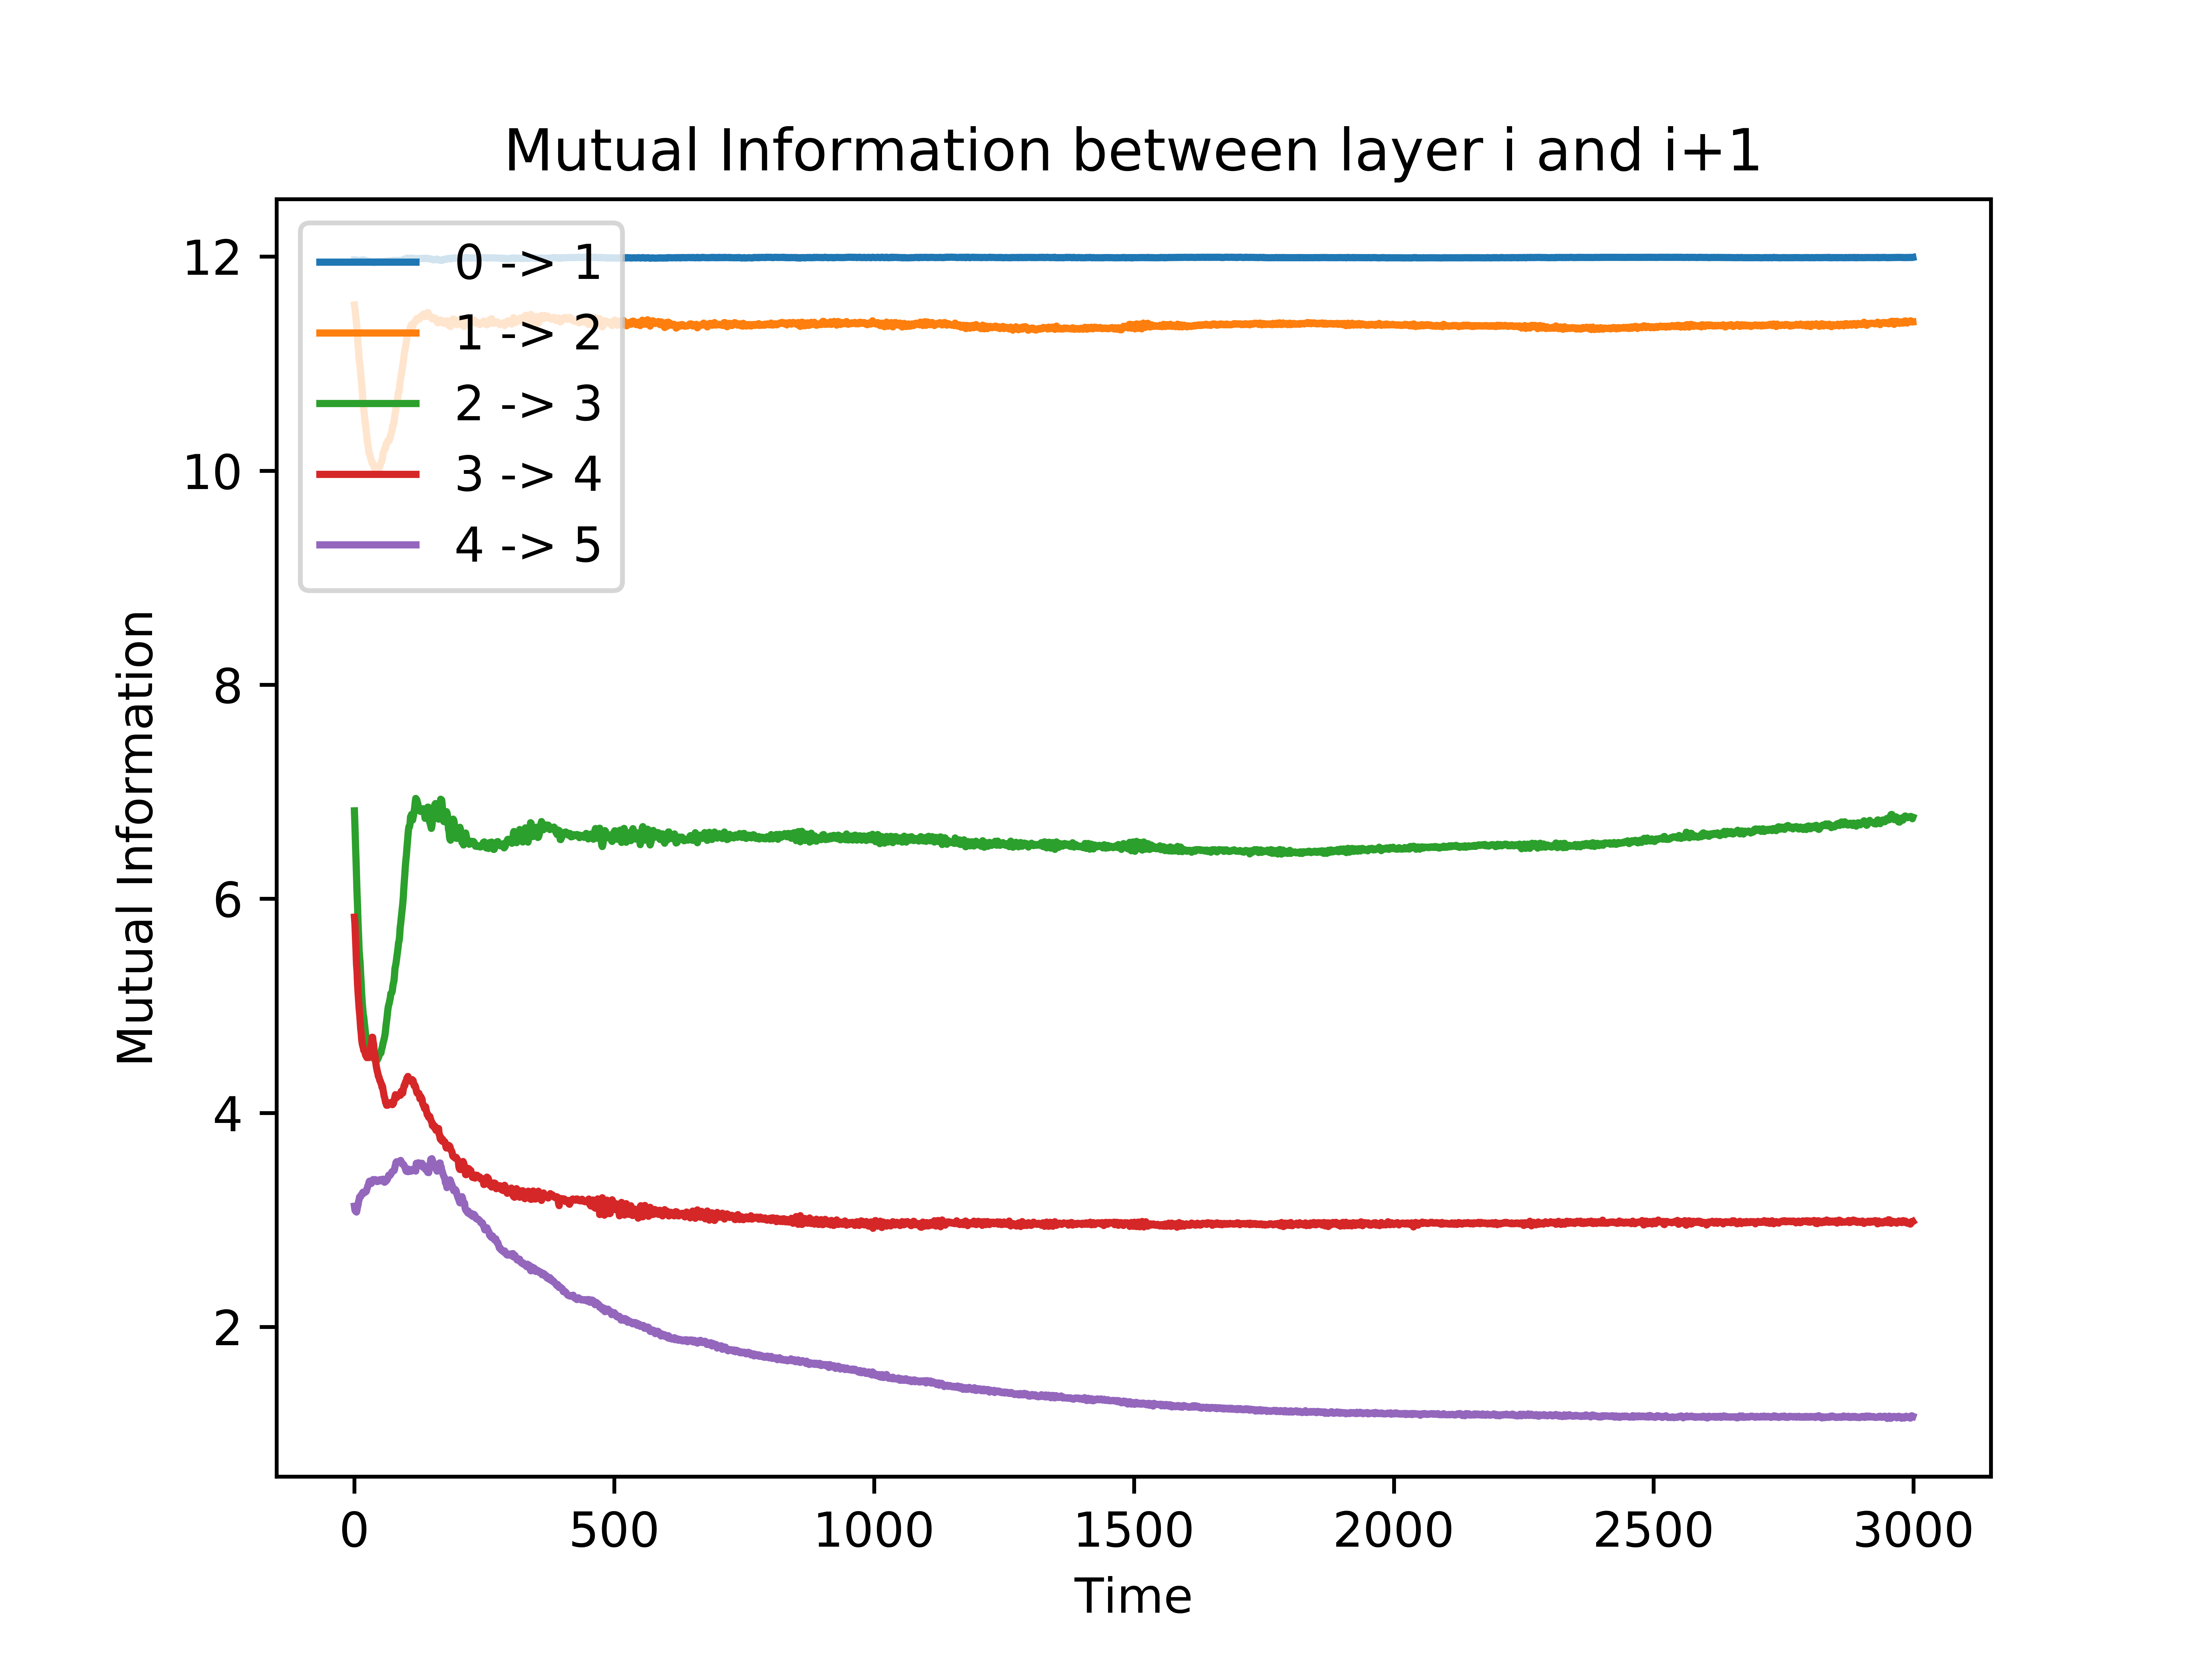 Mutual Information between layer i and i+1
0 -> 1
1 -> 2
2 -> 3
3 -> 4
4 -> 5
12
10
8
6
4
2
Mutual Information
0 500 1000 1500 2000 2500 3000
Time